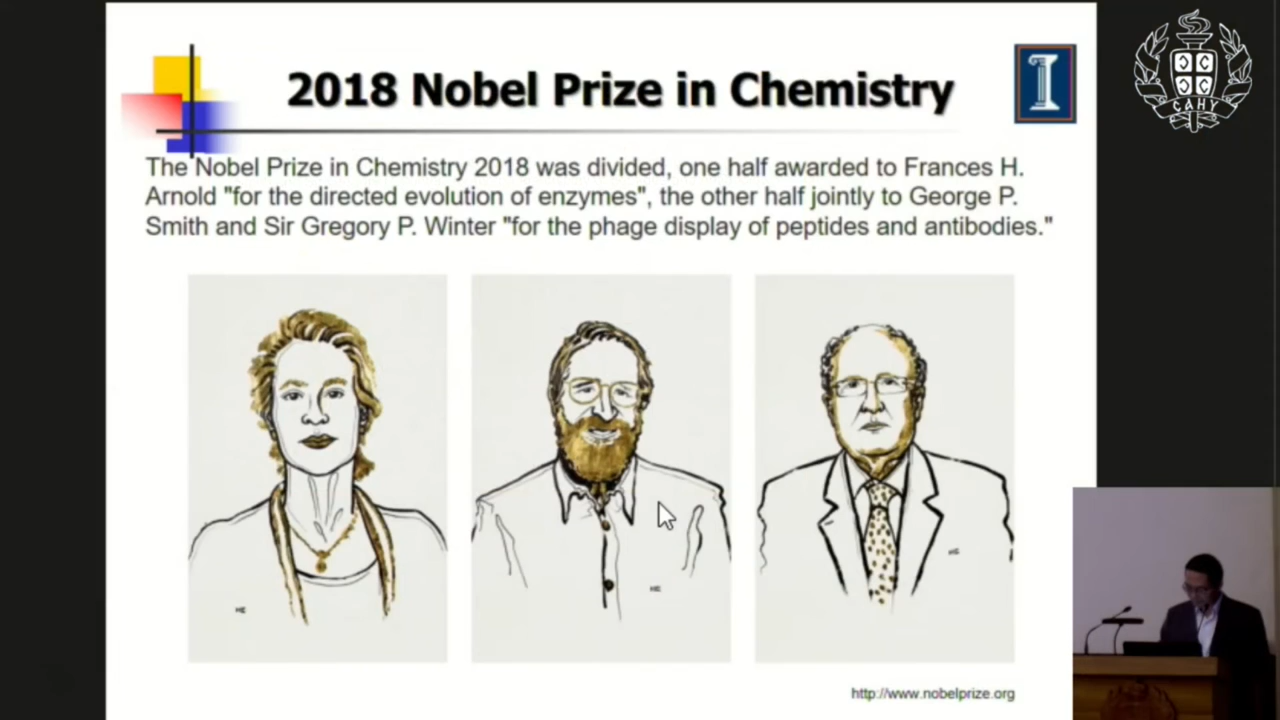 2018 Nobel Prize in Chemistry
The Nobel Prize in Chemistry 2018 was divided, one half awarded to Frances H.
Arnold "for the directed evolution of enzymes", the other half jointly to George P.
Smith and Sir Gregory P. Winter "for the phage display of peptides and antibodies."
http://www.nobelprize.org
САНУ